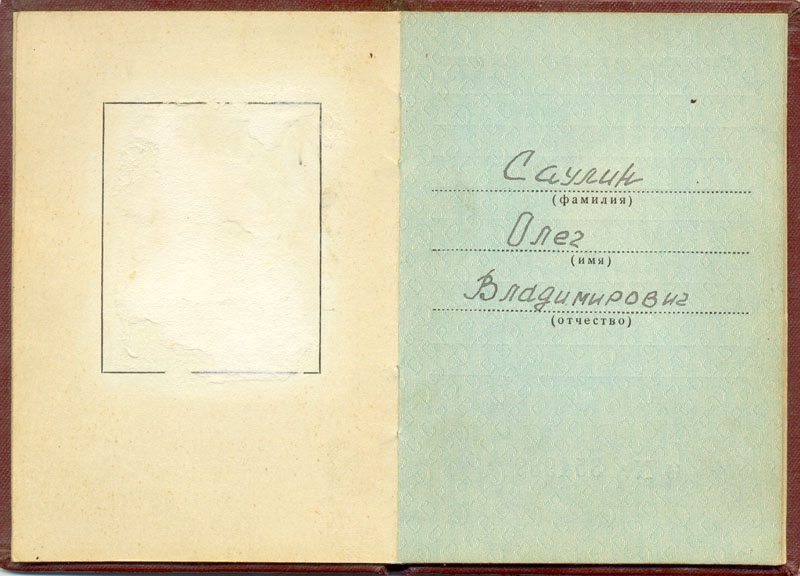 Саулин
(фамилия)
Олег
(имя)
Владимирович
(отчество)